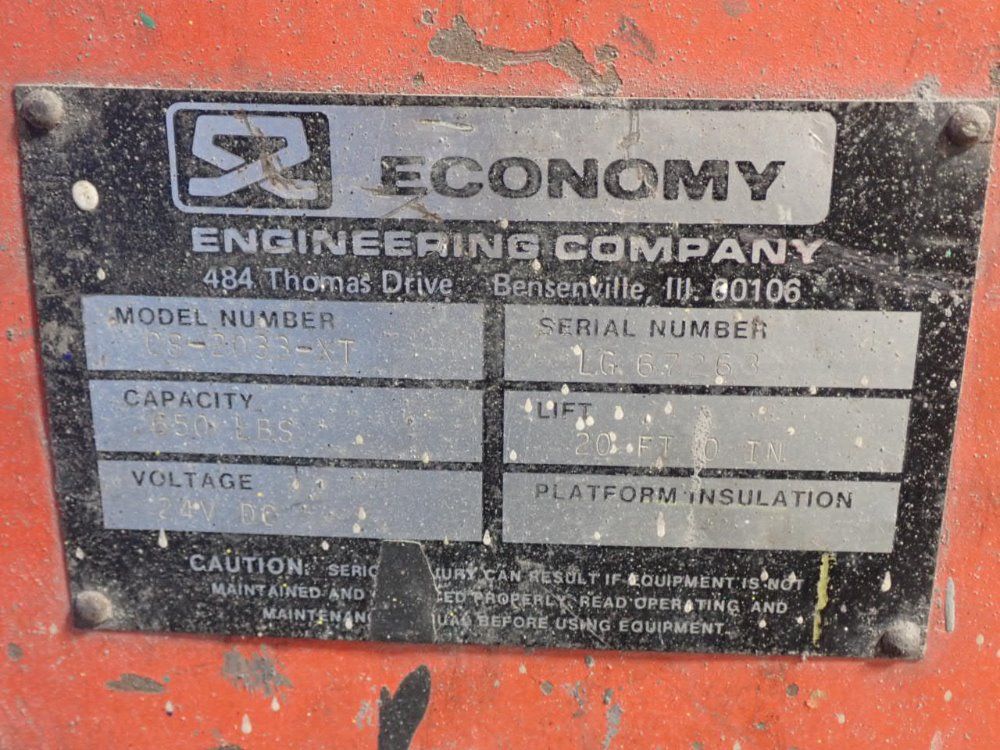 ECONOMY
ENGINEERING COMPANY
484 Thomas Drive Bensenville, Ill. 60106
MODEL NUMBER
CS-2033-XT
SERIAL NUMBER
LG 67263
CAPACITY
650 LBS
LIFT
20 FT 0 IN
VOLTAGE
24V DC
PLATFORM INSULATION
CAUTION: CAN RESULT IF EQUIPMENT IS NOT
MAINTAINED AND PROPERLY. READ OPERATING AND
BEFORE USING EQUIPMENT